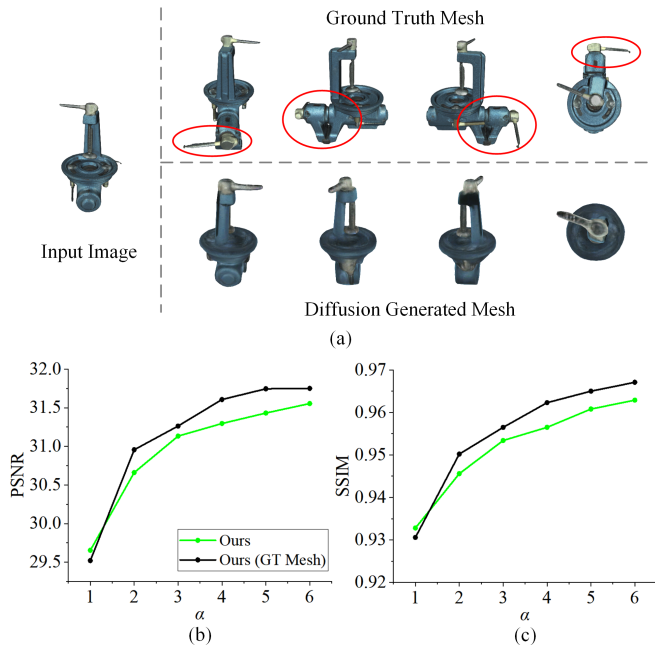 (a)
Ground Truth Mesh
Input Image
Diffusion Generated Mesh
(a)
32.0
31.5
31.0
30.5
30.0
29.5
PSNR
1 2 3 4 5 6
α
Ours
Ours (GT Mesh)
(b)
0.97
0.96
0.95
0.94
0.93
0.92
SSIM
1 2 3 4 5 6
α
(c)